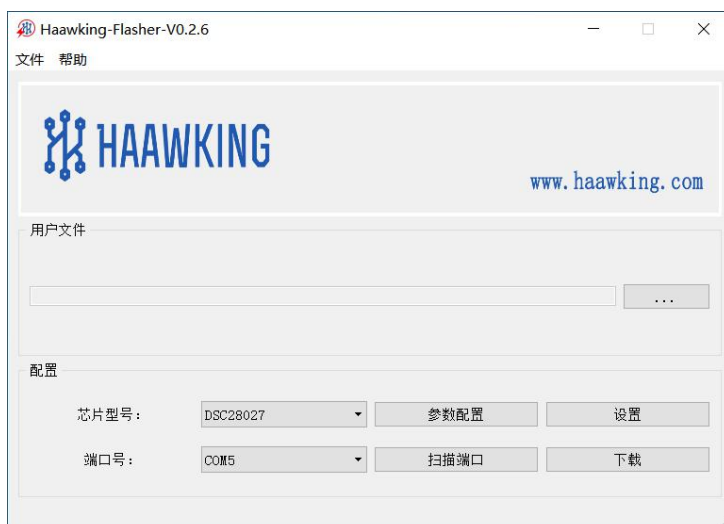 Haawking-Flasher-V0.2.6
文件 帮助
HAAWKING
www.haawking.com
用户文件
...
配置
芯片型号： DSC28027 参数配置 设置
端口号： COM5 扫描端口 下载